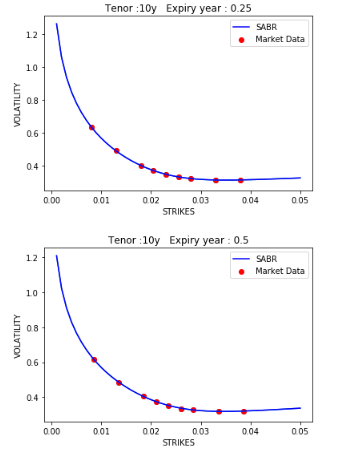 Tenor :10y Expiry year : 0.25
SABR
Market Data
1.2
1.0
0.8
0.6
0.4
VOLATILITY
0.00 0.01 0.02 0.03 0.04 0.05
STRIKES
Tenor :10y Expiry year : 0.5
SABR
Market Data
1.2
1.0
0.8
0.6
0.4
VOLATILITY
0.00 0.01 0.02 0.03 0.04 0.05
STRIKES